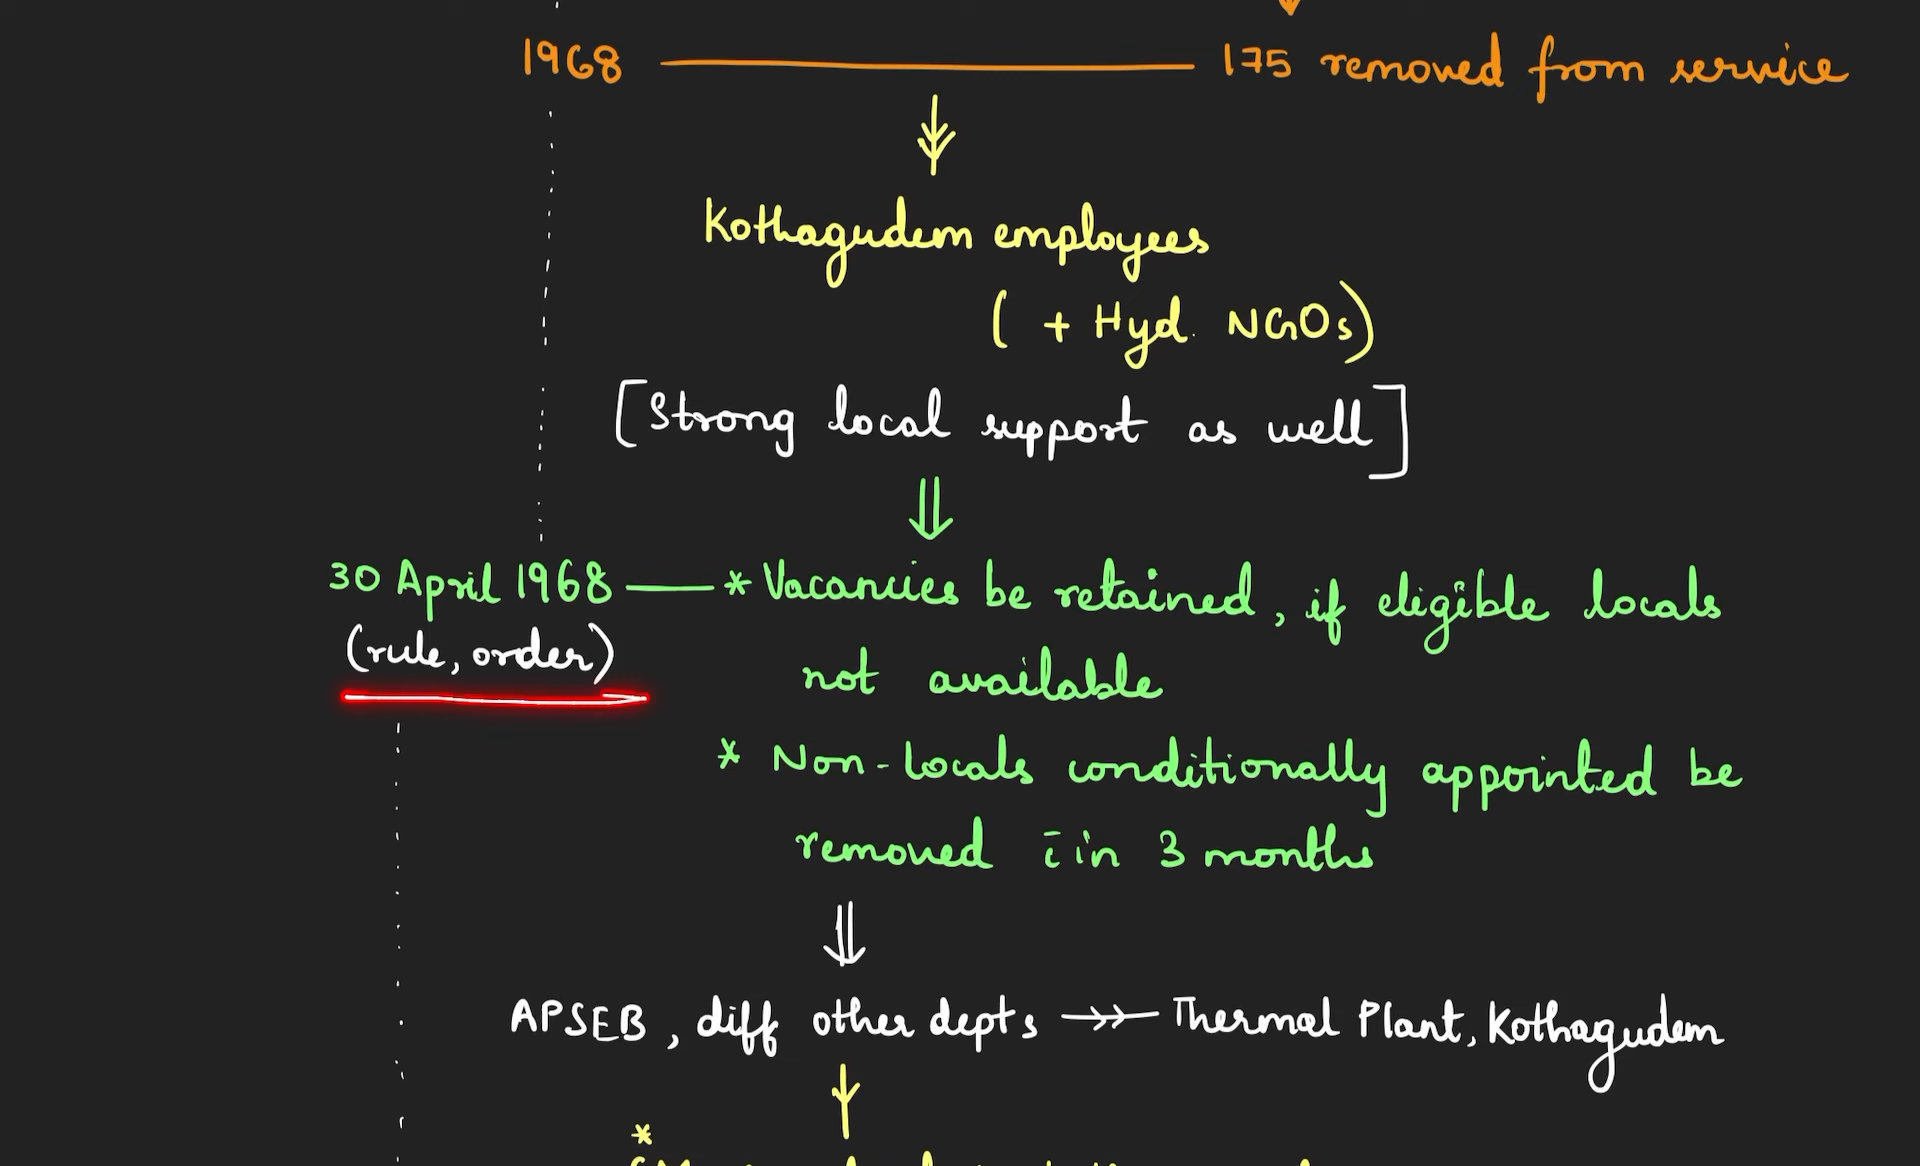 1968 ——— 175 removed from service
Kothagudem employees
( + Hyd. NGOs)
[Strong local support as well]
30 April 1968 — * Vacancies be retained, if eligible locals
(rule, order)
not available
* Non-locals conditionally appointed be
removed c̄in 3 months
APSEB, diff other depts →→ Thermal Plant, Kothagudem
*